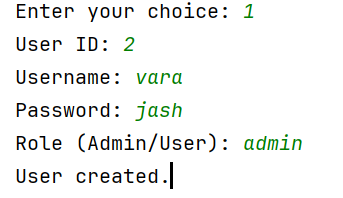 Enter your choice: 1
User ID: 2
Username: vara
Password: jash
Role (Admin/User): admin
User created.